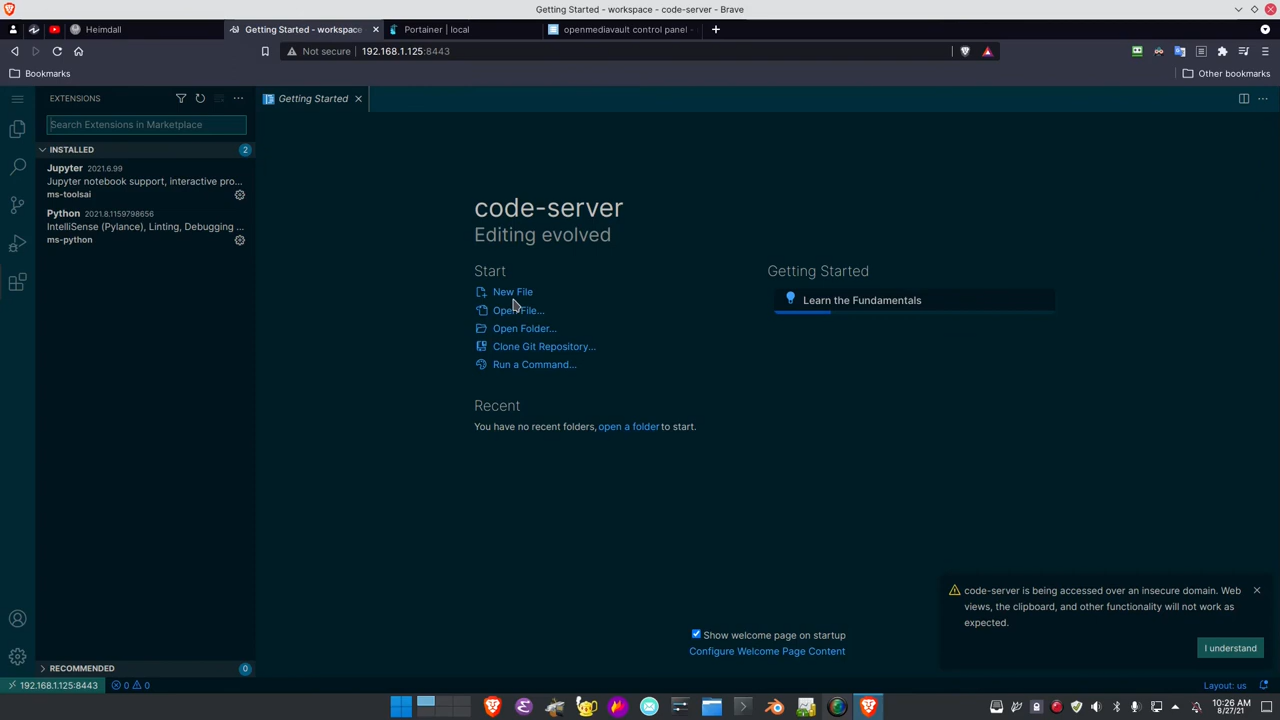 Getting Started - workspace - code-server - Brave
Heimdall
Getting Started - workspace
Portainer | local
openmediavault control panel -
Not secure
192.168.1.125:8443
Bookmarks
Other bookmarks
EXTENSIONS
Getting Started
Search Extensions in Marketplace
INSTALLED
2
Jupyter 2021.6.99
Jupyter notebook support, interactive pro...
ms-toolsai
Python 2021.8.1159798656
IntelliSense (Pylance), Linting, Debugging ...
ms-python
code-server
Editing evolved
Start
New File
Open File...
Open Folder...
Clone Git Repository...
Run a Command...
Getting Started
Learn the Fundamentals
Recent
You have no recent folders, open a folder to start.
code-server is being accessed over an insecure domain. Web
views, the clipboard, and other functionality will not work as
expected.
I understand
Show welcome page on startup
Configure Welcome Page Content
RECOMMENDED
0
192.168.1.125:8443
0
0
Layout: us
10:26 AM
8/27/21